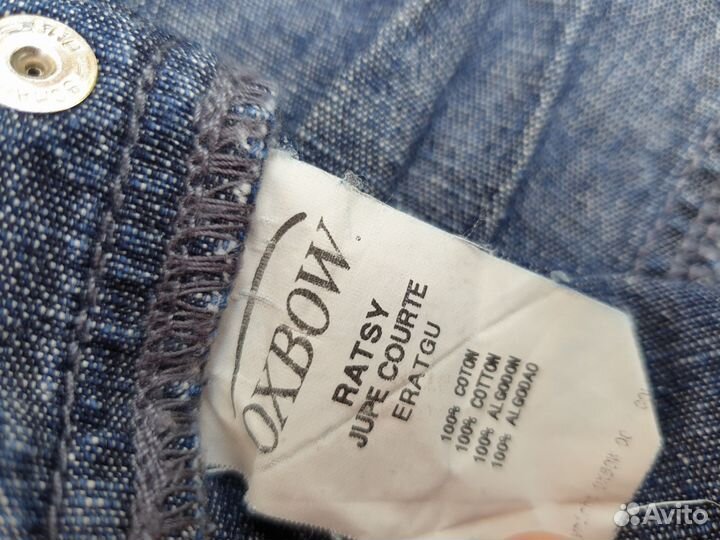 OXBOW
RATSY
JUPE COURTE
ERATGU
100% COTON
100% COTTON
100% ALGODON
100% ALGODAO
Avito